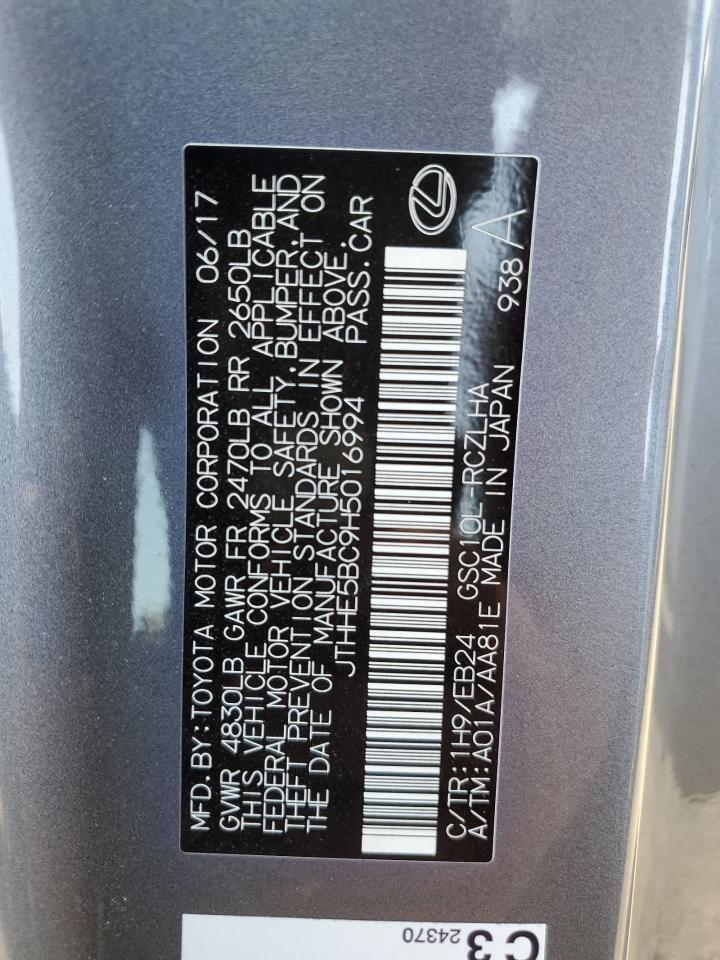 MFD.BY:TOYOTA MOTOR CORPORATION 06/17
GVWR 4830LB GAWR FR 2470LB RR 2650LB
THIS VEHICLE CONFORMS TO ALL APPLICABLE
FEDERAL MOTOR VEHICLE SAFETY,BUMPER,AND
THEFT PREVENTION STANDARDS IN EFFECT ON
THE DATE OF MANUFACTURE SHOWN ABOVE.
JTHHE5BC9H5016994 PASS.CAR
C/TR:1H9/EB24 GSC10L-RCZLHA
A/TM:A01A/AA81E MADE IN JAPAN 938 A
C3
24370